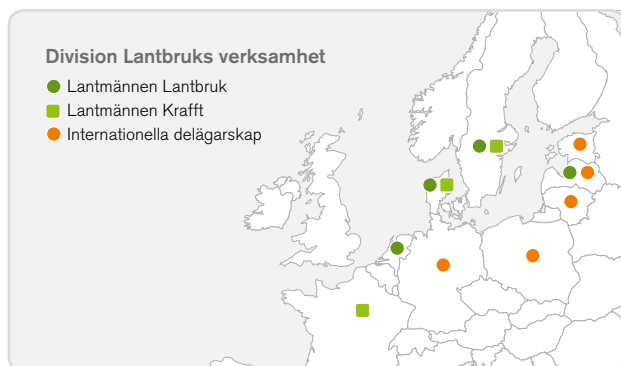 Division Lantbruks verksamhet
Lantmännen Lantbruk
Lantmännen Krafft
Internationella delägarskap